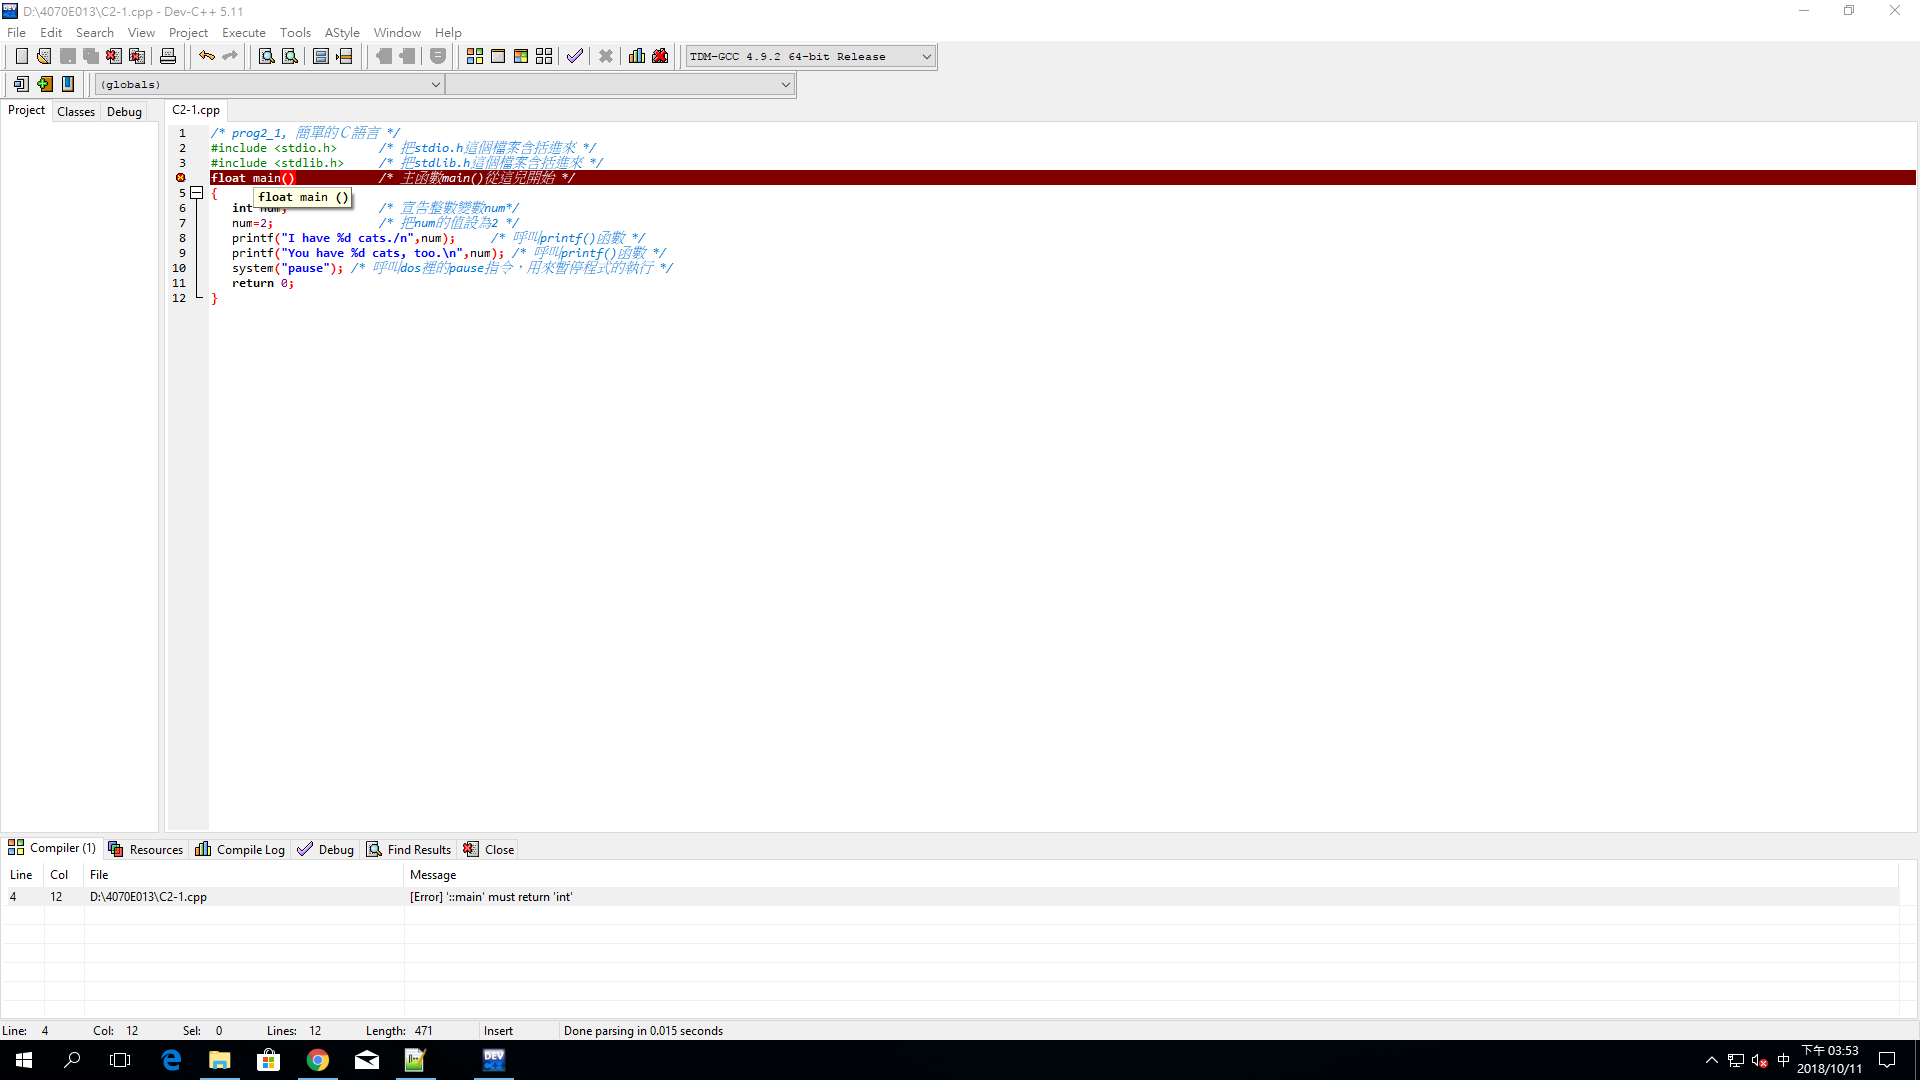 D:\4070E013\C2-1.cpp - Dev-C++ 5.11
File Edit Search View Project Execute Tools AStyle Window Help
TDM-GCC 4.9.2 64-bit Release
(globals)
Project Classes Debug C2-1.cpp
1 /* prog2_1, 簡單的C語言 */
2 #include <stdio.h> /* 把stdio.h這個檔案含括進來 */
3 #include <stdlib.h> /* 把stdlib.h這個檔案含括進來 */
float main() /* 主函數main()從這兒開始 */
5 {
float main ()
6 int num; /* 宣告整數變數num*/
7 num=2; /* 把num的值設為2 */
8 printf("I have %d cats./n",num); /* 呼叫printf()函數 */
9 printf("You have %d cats, too.\n",num); /* 呼叫printf()函數 */
10 system("pause"); /* 呼叫dos裡的pause指令，用來暫停程式的執行 */
11 return 0;
12 }
Compiler (1) Resources Compile Log Debug Find Results Close
Line Col File Message
4 12 D:\4070E013\C2-1.cpp [Error] '::main' must return 'int'
Line: 4 Col: 12 Sel: 0 Lines: 12 Length: 471 Insert Done parsing in 0.015 seconds
中
下午 03:53
2018/10/11